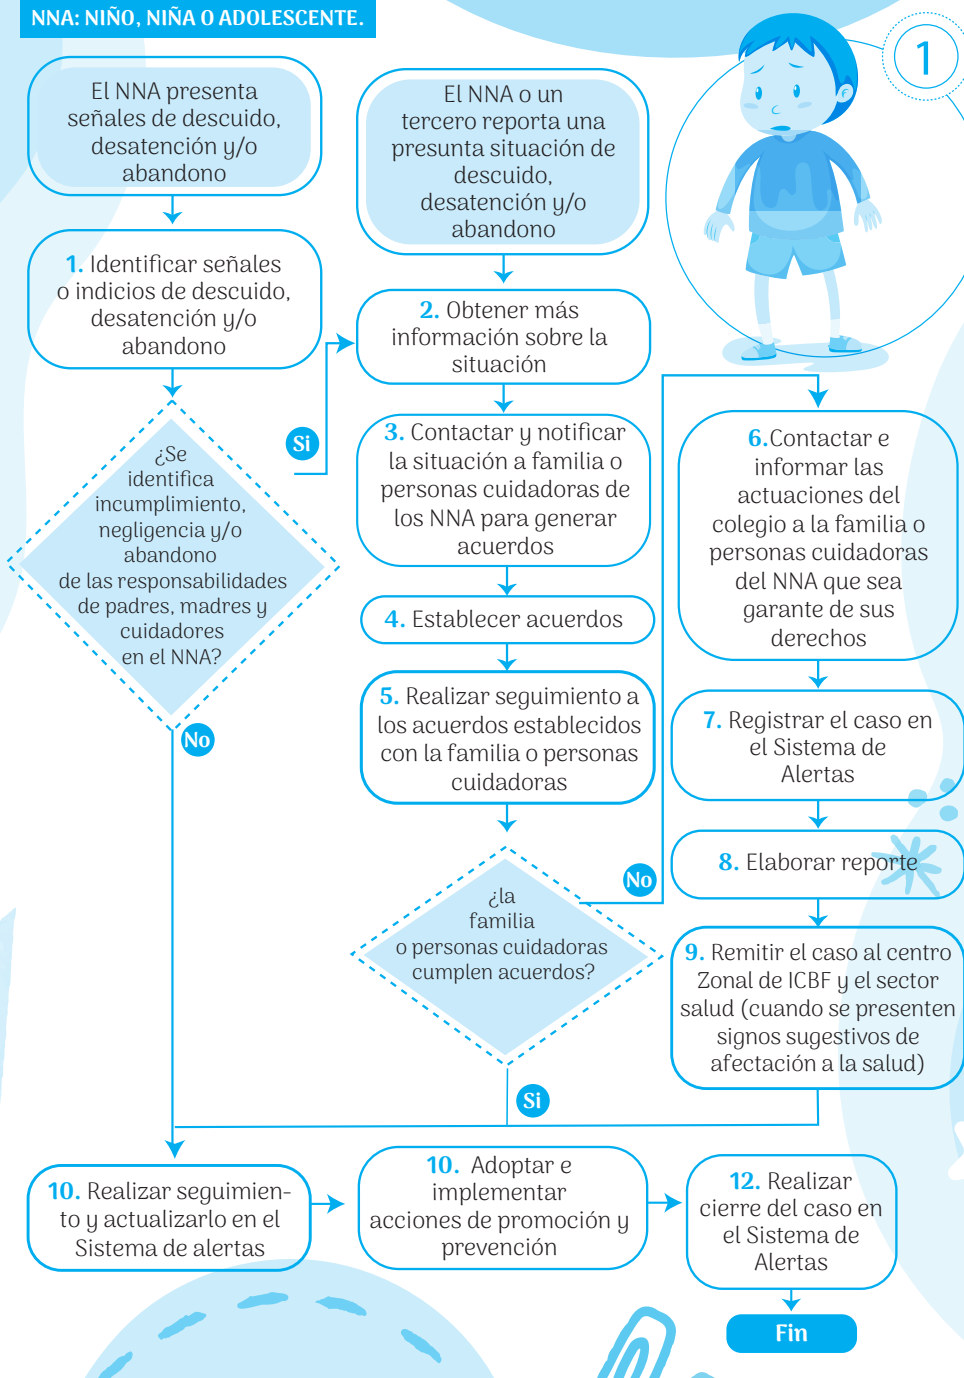 NNA: NIÑO, NIÑA O ADOLESCENTE.
1
El NNA presenta
señales de descuido,
desatención y/o
abandono
El NNA o un
tercero reporta una
presunta situación de
descuido,
desatención y/o
abandono
1. Identificar señales
o indicios de descuido,
desatención y/o
abandono
2. Obtener más
información sobre la
situación
¿Se
identifica
incumplimiento,
negligencia y/o
abandono
de las responsabilidades
de padres, madres y
cuidadores
en el NNA?
Si
No
3. Contactar y notificar
la situación a familia o
personas cuidadoras de
los NNA para generar
acuerdos
4. Establecer acuerdos
5. Realizar seguimiento a
los acuerdos establecidos
con la familia o personas
cuidadoras
¿la
familia
o personas cuidadoras
cumplen acuerdos?
No
Si
6.Contactar e
informar las
actuaciones del
colegio a la familia o
personas cuidadoras
del NNA que sea
garante de sus
derechos
7. Registrar el caso en
el Sistema de
Alertas
8. Elaborar reporte
9. Remitir el caso al centro
Zonal de ICBF y el sector
salud (cuando se presenten
signos sugestivos de
afectación a la salud)
10. Realizar seguimien-
to y actualizarlo en el
Sistema de alertas
10. Adoptar e
implementar
acciones de promoción y
prevención
12. Realizar
cierre del caso en
el Sistema de
Alertas
Fin